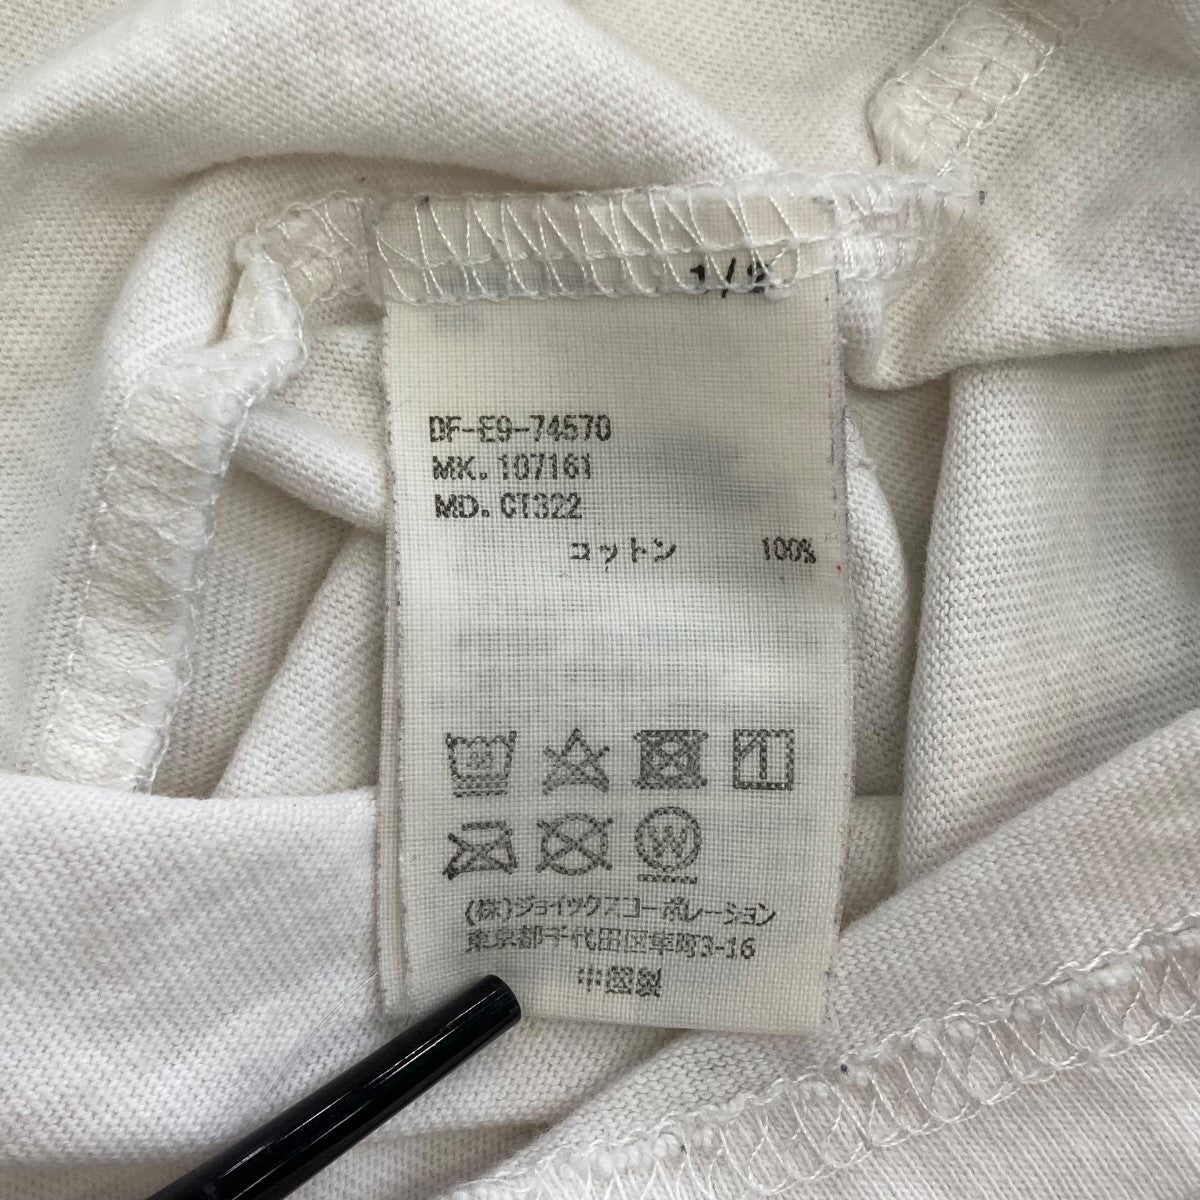 1/2
DF-E9-74570
MK. 107161
MD. CT322
コットン 100%
30
W
(株)ジョイックスコーポレーション
東京都千代田区隼町3-16
中国製